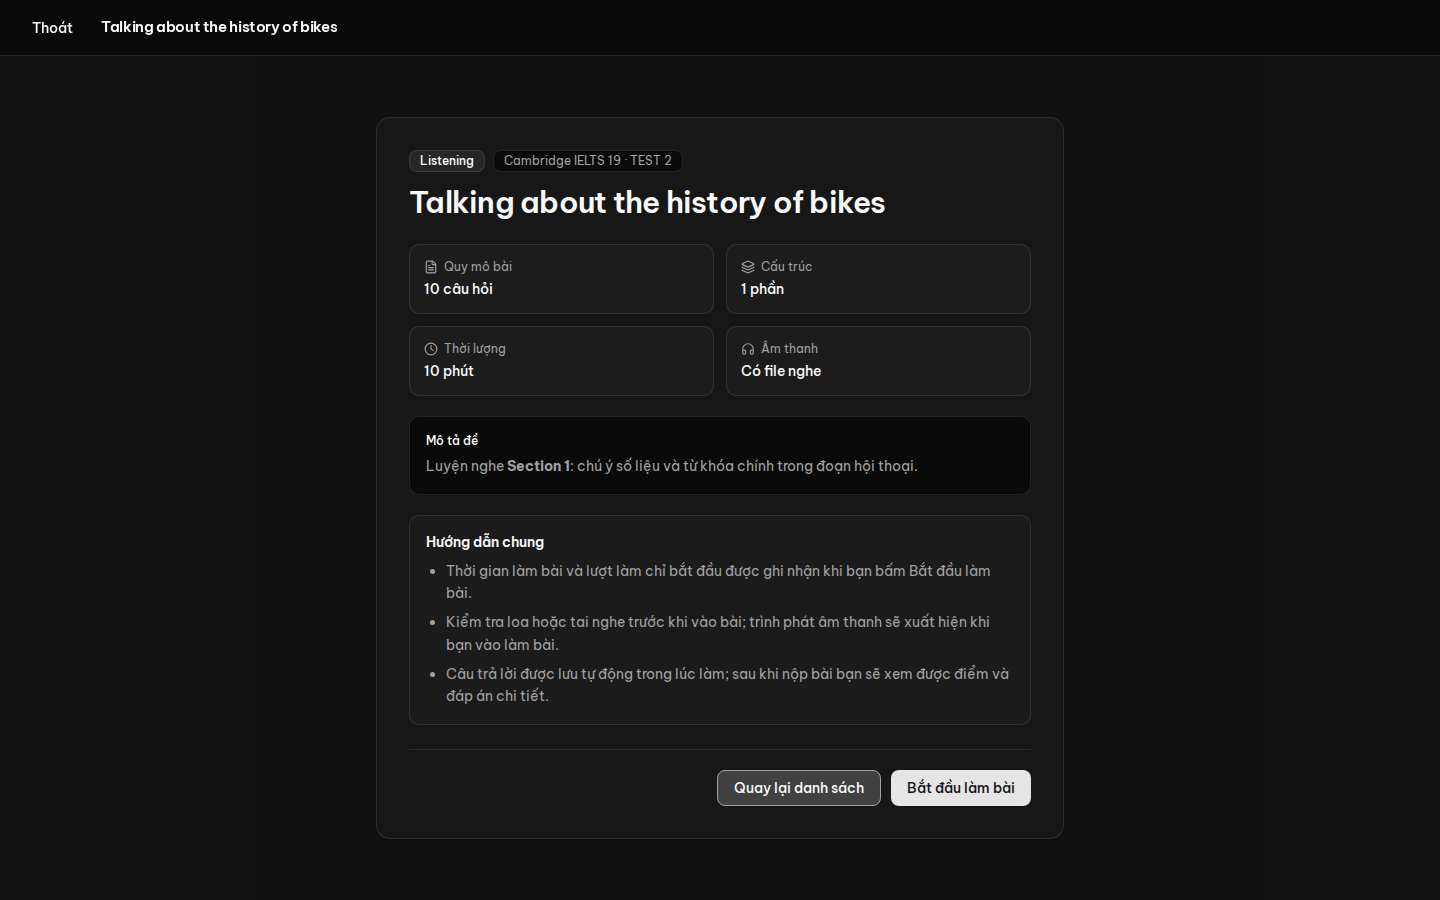 Thoát
Talking about the history of bikes
Listening
Cambridge IELTS 19 · TEST 2
Talking about the history of bikes
Quy mô bài
10 câu hỏi
Cấu trúc
1 phần
Thời lượng
10 phút
Âm thanh
Có file nghe
Mô tả đề
Luyện nghe Section 1: chú ý số liệu và từ khóa chính trong đoạn hội thoại.
Hướng dẫn chung
Thời gian làm bài và lượt làm chỉ bắt đầu được ghi nhận khi bạn bấm Bắt đầu làm
bài.
Kiểm tra loa hoặc tai nghe trước khi vào bài; trình phát âm thanh sẽ xuất hiện khi
bạn vào làm bài.
Câu trả lời được lưu tự động trong lúc làm; sau khi nộp bài bạn sẽ xem được điểm và
đáp án chi tiết.
Quay lại danh sách
Bắt đầu làm bài